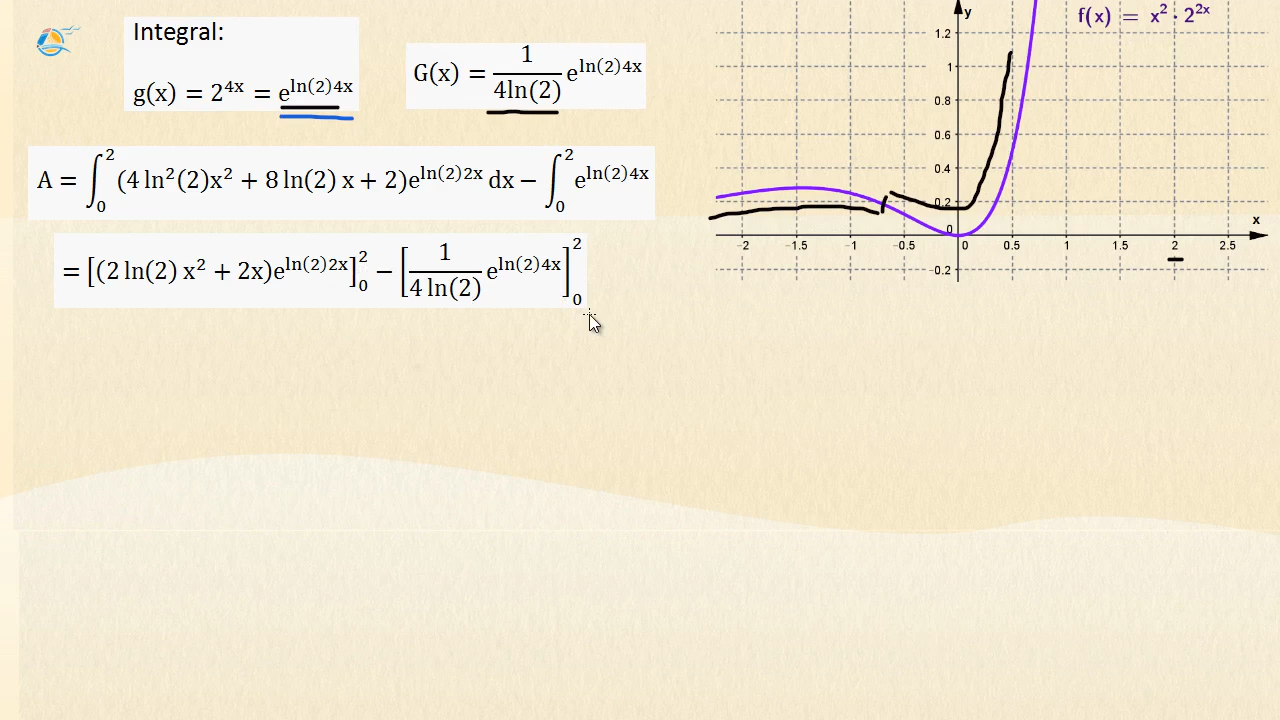 Integral:
g(x) = 2^{4x} = e^{ln(2)4x}
G(x) = \frac{1}{4ln(2)} e^{ln(2)4x}
A = ∫_0^2 (4 ln²(2)x² + 8 ln(2) x + 2)e^{ln(2)2x} dx − ∫_0^2 e^{ln(2)4x}
= [(2 ln(2) x² + 2x)e^{ln(2)2x}]_0^2 − [\frac{1}{4 ln(2)} e^{ln(2)4x}]_0^2
f(x) = x² · 2^{2x}
y
1.2
1
0.8
0.6
0.4
0.2
0
-0.2
x
−2 -1.5 -1 -0.5 0 0.5 1 1.5 2 2.5